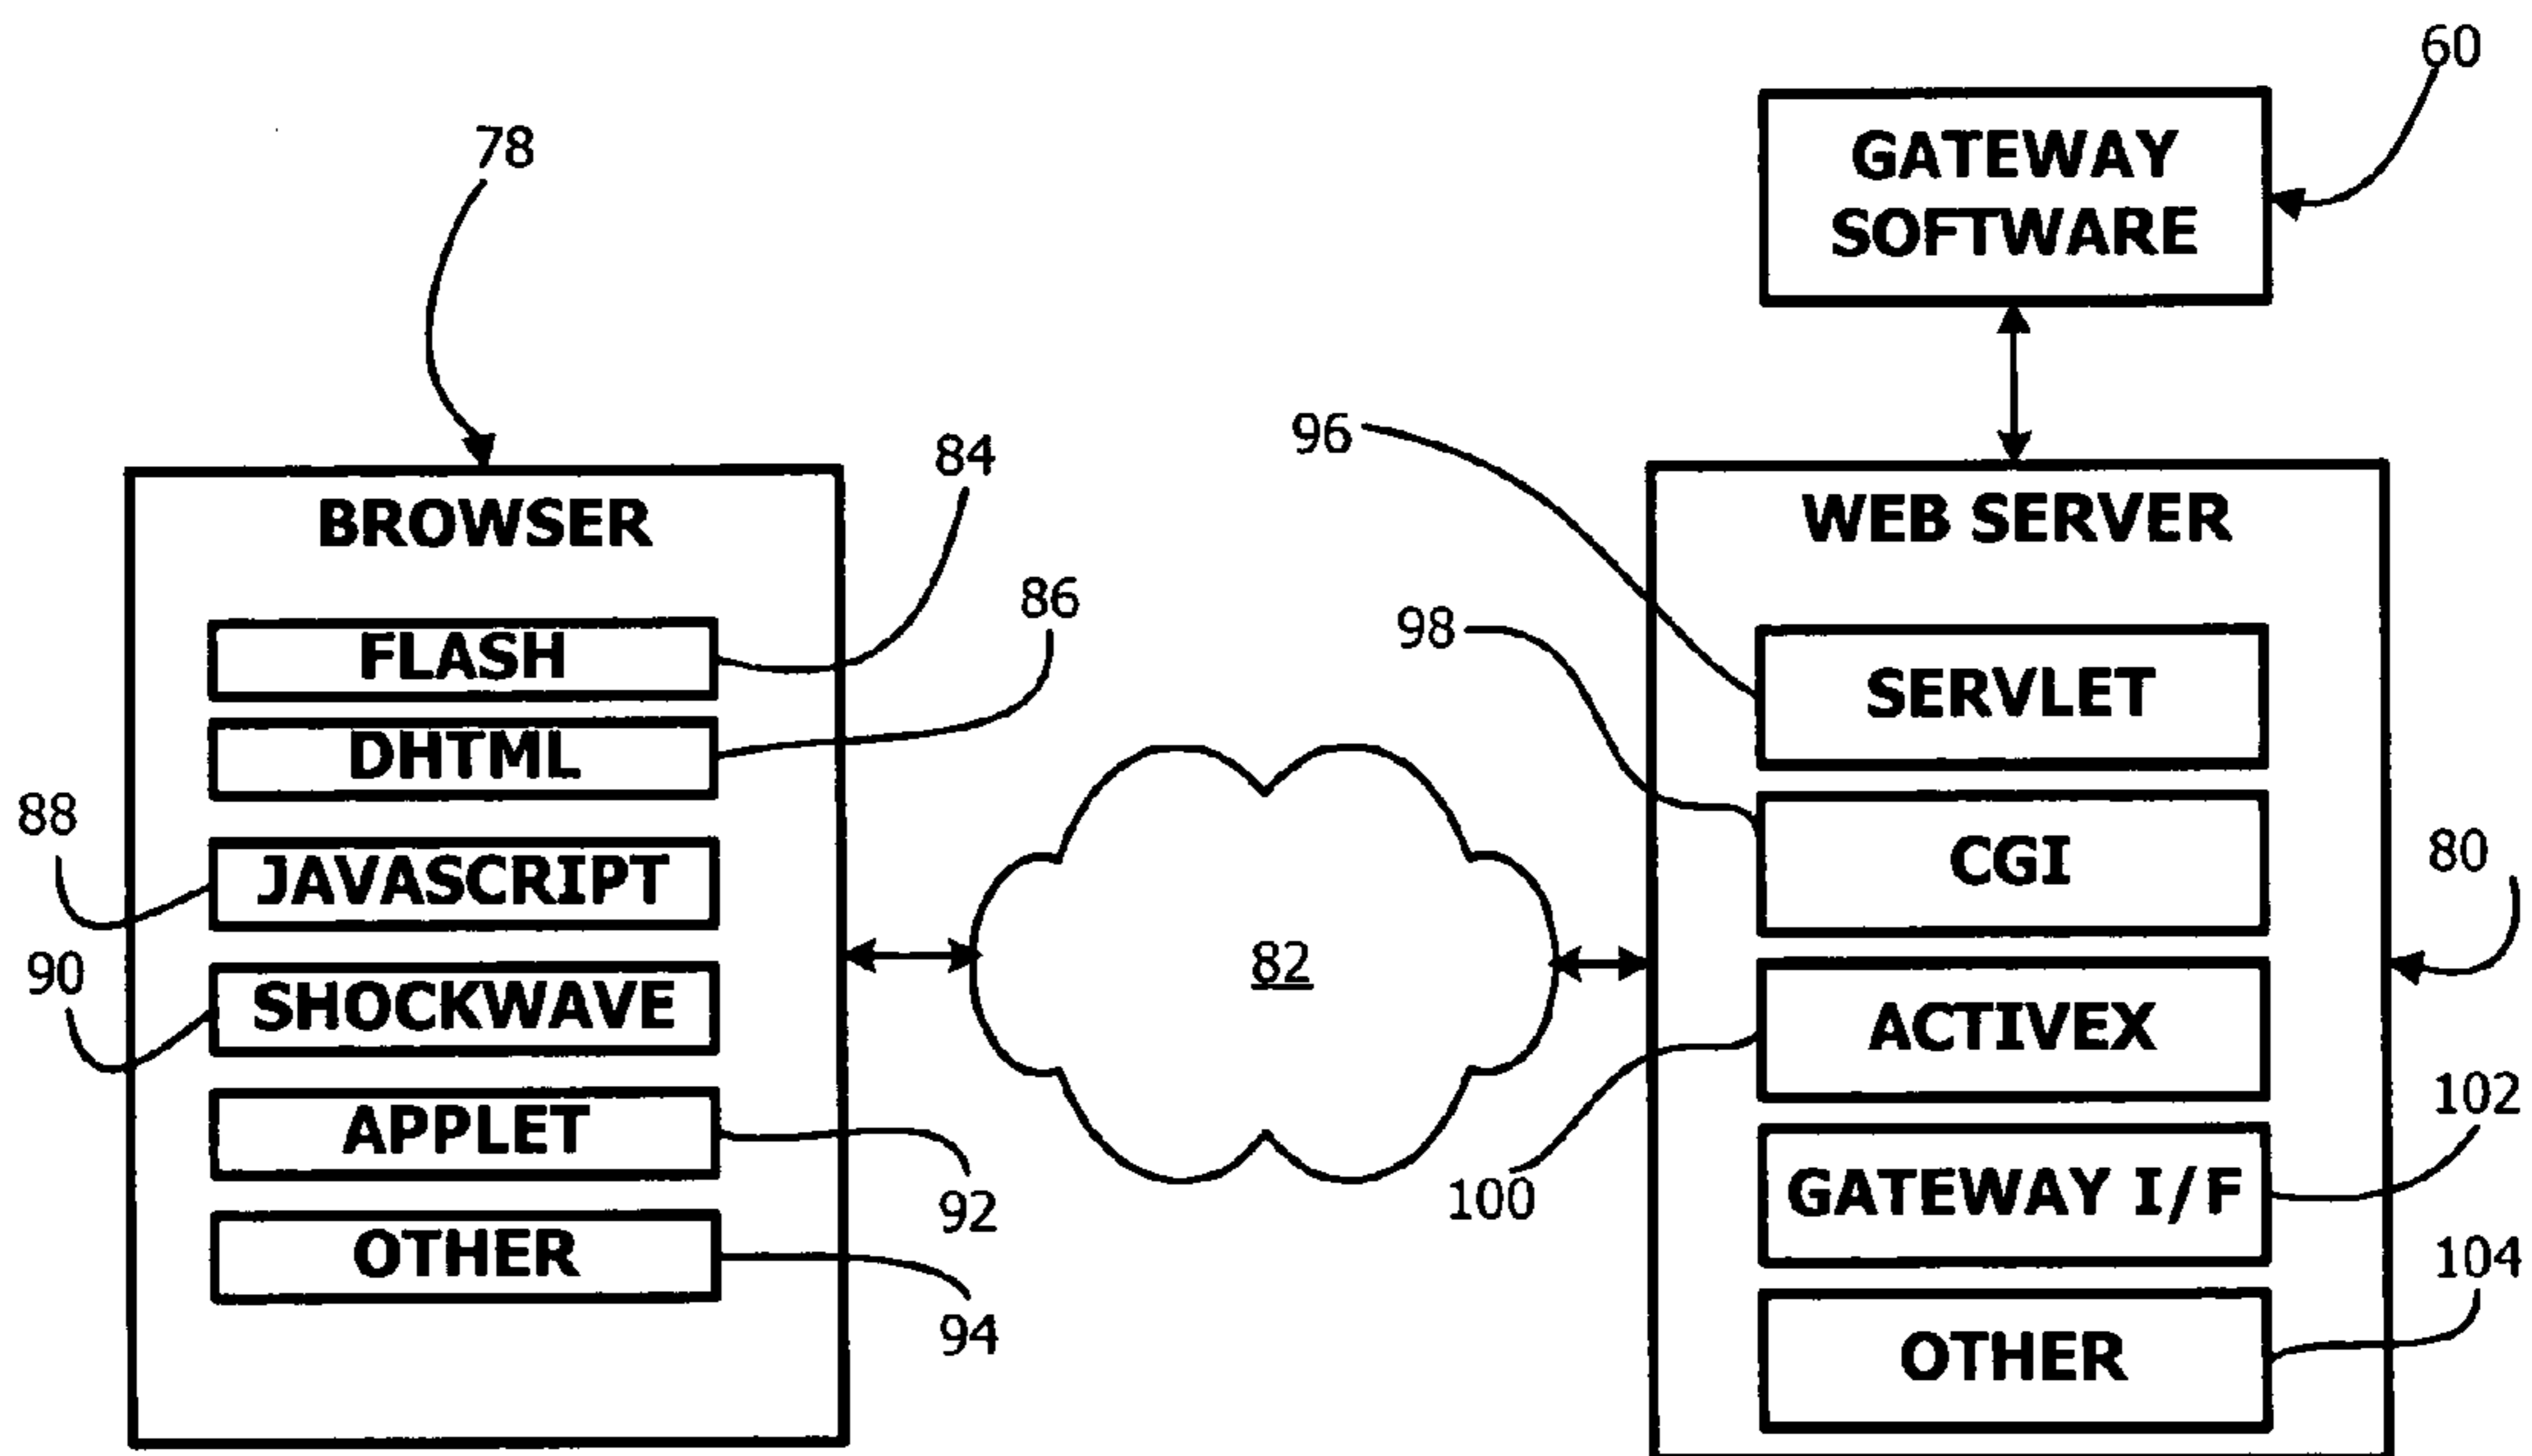 60
GATEWAY
SOFTWARE
78
96
84
BROWSER
WEB SERVER
86
98
FLASH
SERVLET
DHTML
88
JAVASCRIPT
CGI
80
90
82
SHOCKWAVE
ACTIVEX
102
APPLET
92
100
GATEWAY I/F
OTHER
104
94
OTHER